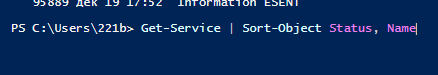 95889 дек 19 17:52 Information ESENT
PS C:\Users\221b> Get-Service | Sort-Object Status, Name